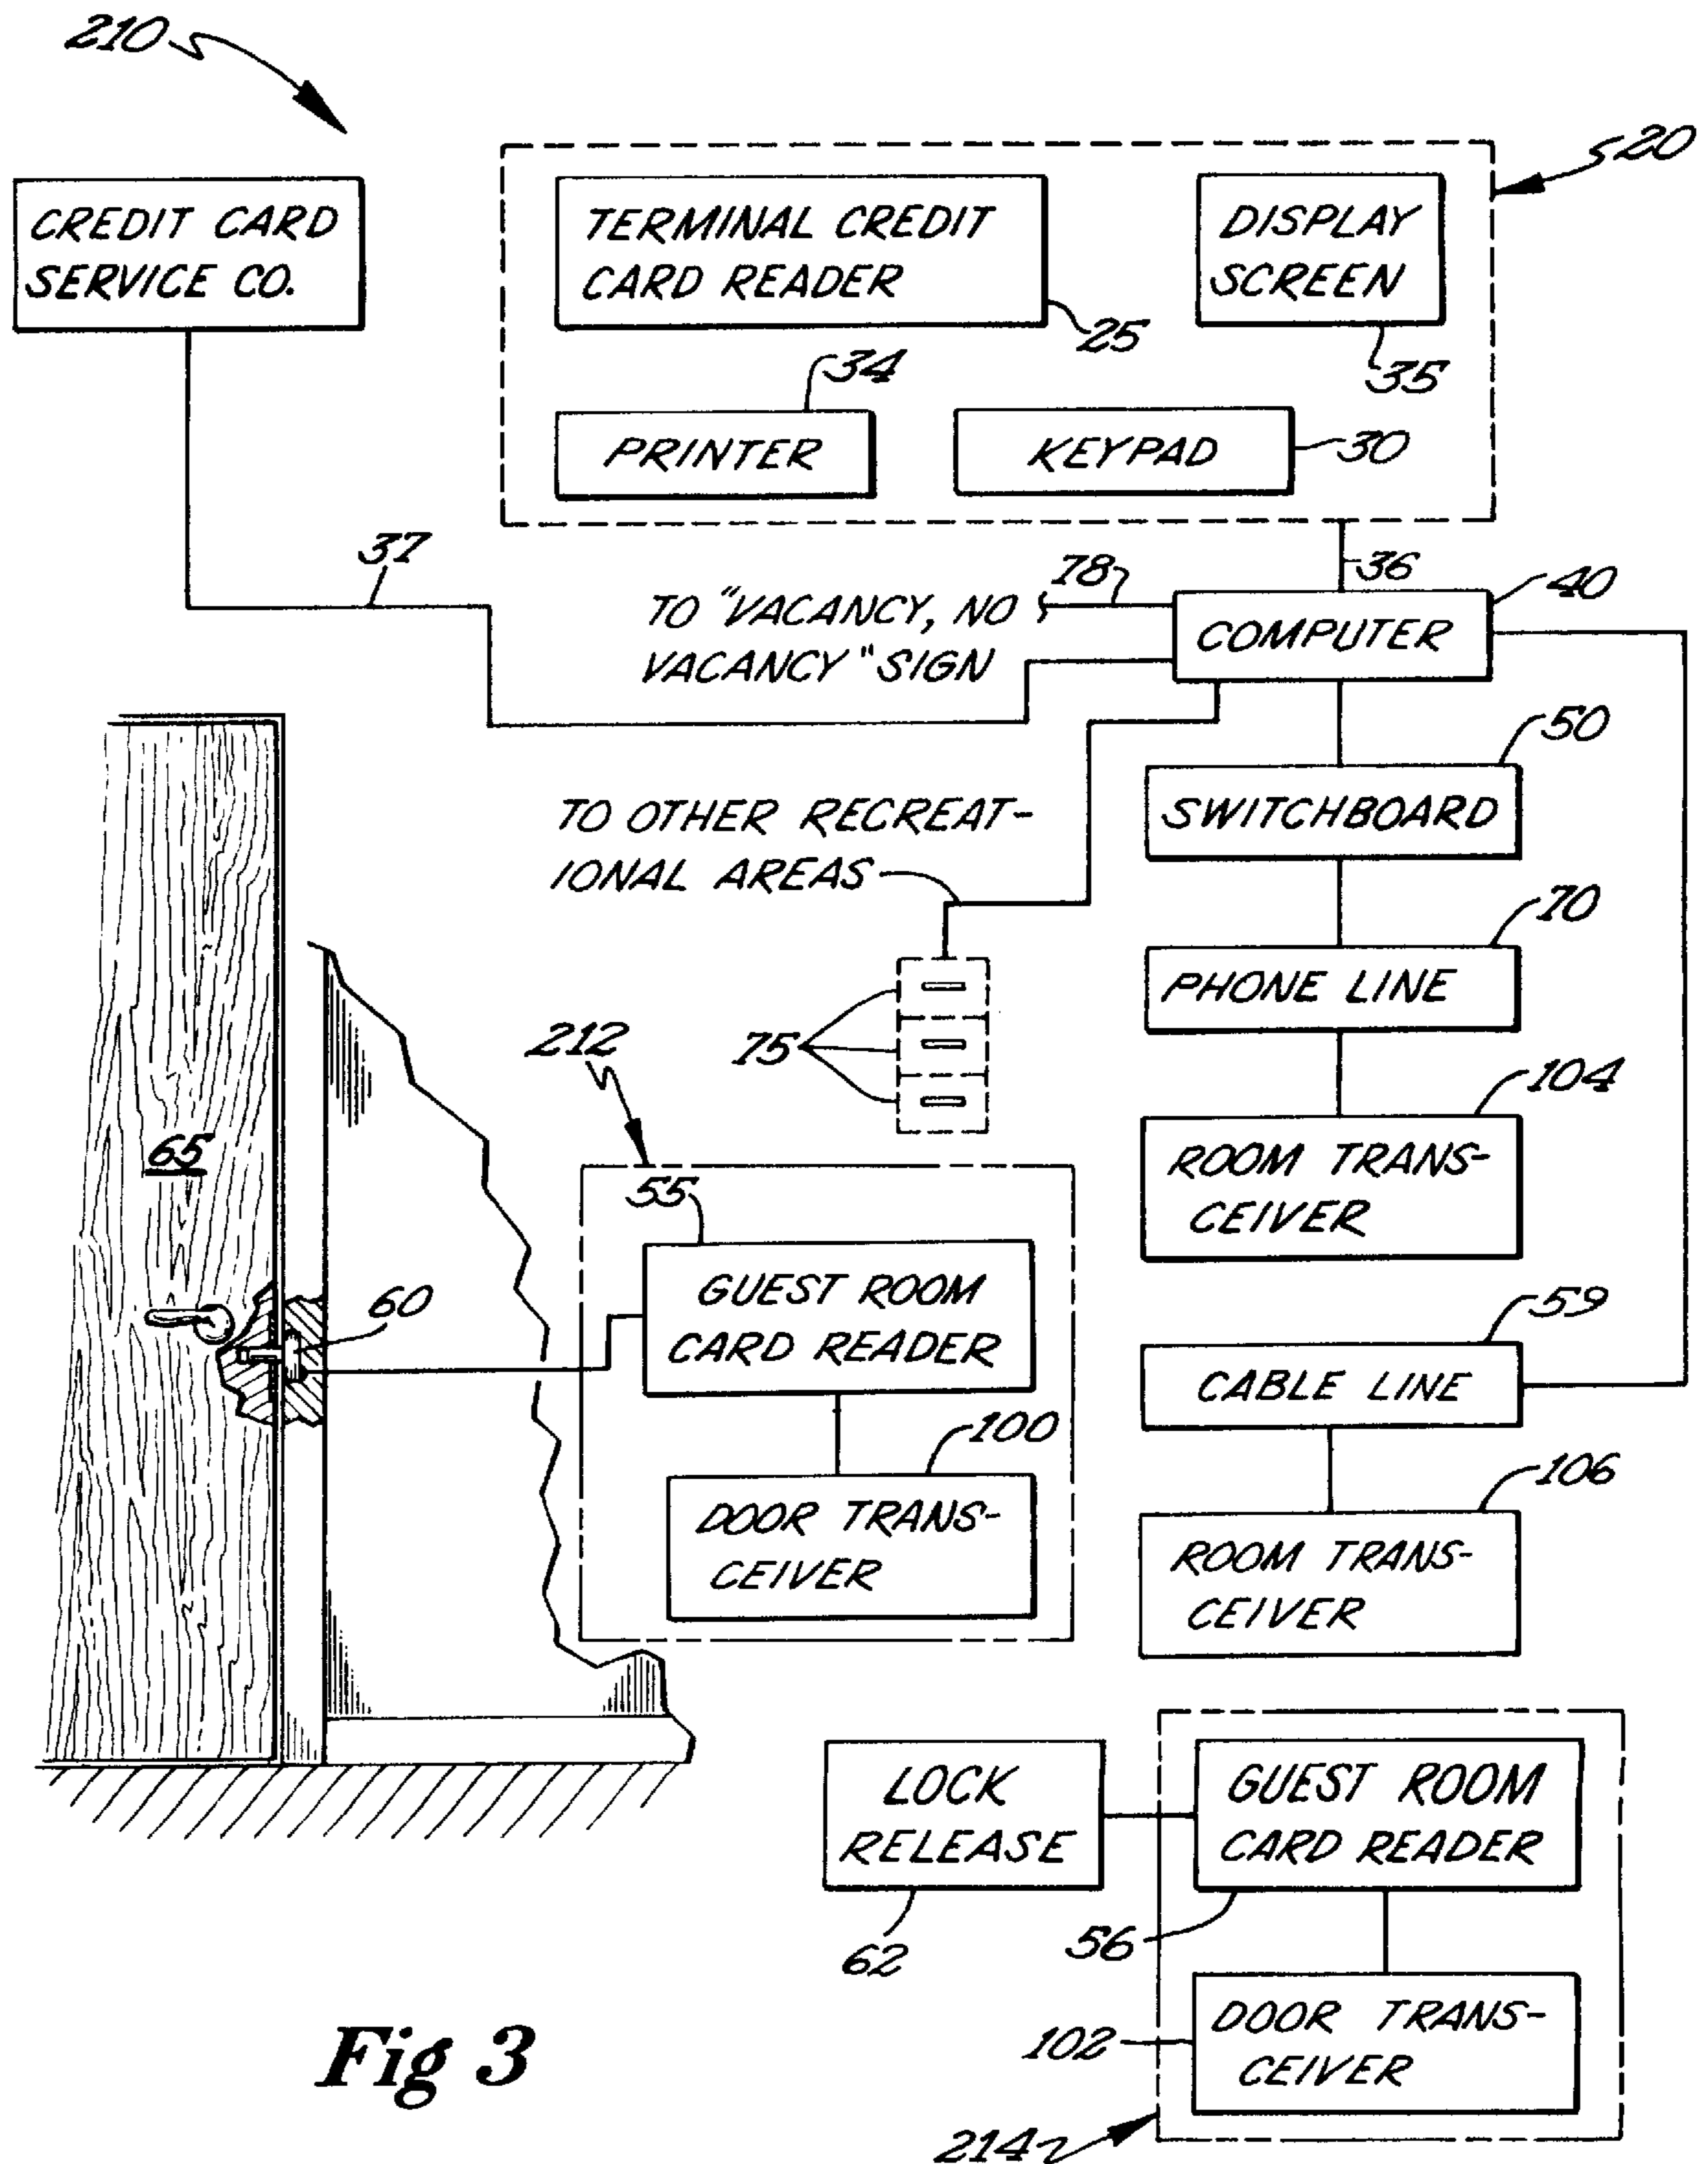 210
20
CREDIT CARD
SERVICE CO.
TERMINAL CREDIT
CARD READER
25
DISPLAY
SCREEN
35
34
PRINTER
KEYPAD
30
37
36
78
40
TO "VACANCY, NO
VACANCY" SIGN
COMPUTER
50
SWITCHBOARD
TO OTHER RECREAT-
IONAL AREAS
70
PHONE LINE
75
212
104
ROOM TRANS-
CEIVER
65
55
GUEST ROOM
CARD READER
60
59
CABLE LINE
100
DOOR TRANS-
CEIVER
106
ROOM TRANS-
CEIVER
LOCK
RELEASE
62
GUEST ROOM
CARD READER
56
DOOR TRANS-
CEIVER
102
214
Fig 3